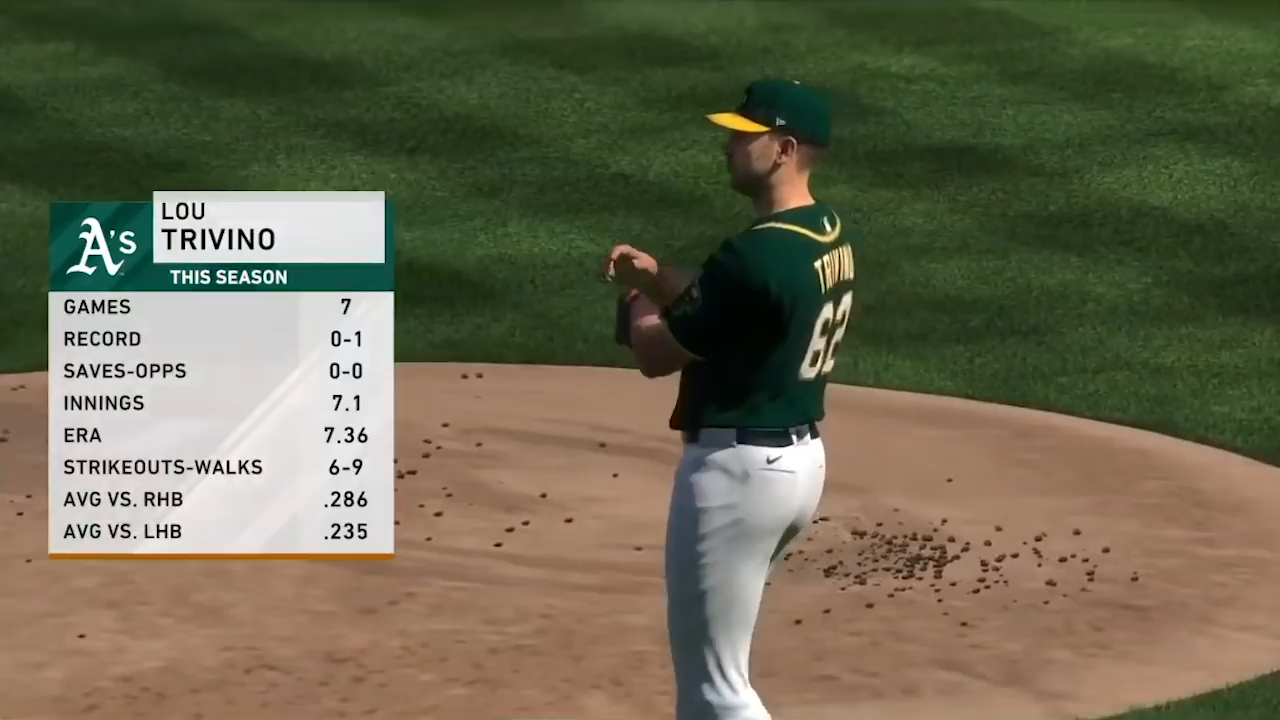 A's
LOU
TRIVINO
THIS SEASON
GAMES 7
RECORD 0-1
SAVES-OPPS 0-0
INNINGS 7.1
ERA 7.36
STRIKEOUTS-WALKS 6-9
AVG VS. RHB .286
AVG VS. LHB .235
TRIVINO
62